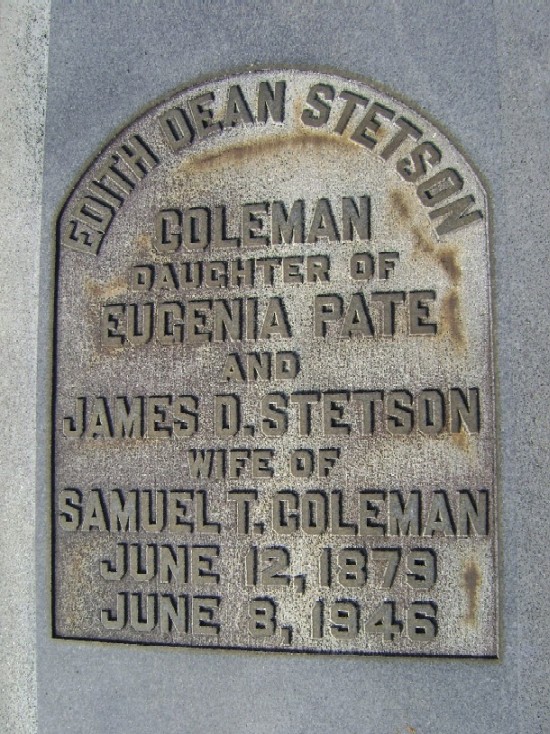 EDITH DEAN STETSON
COLEMAN
DAUGHTER OF
EUGENIA PATE
AND
JAMES D. STETSON
WIFE OF
SAMUEL T. COLEMAN
JUNE 12, 1879
JUNE 8, 1946